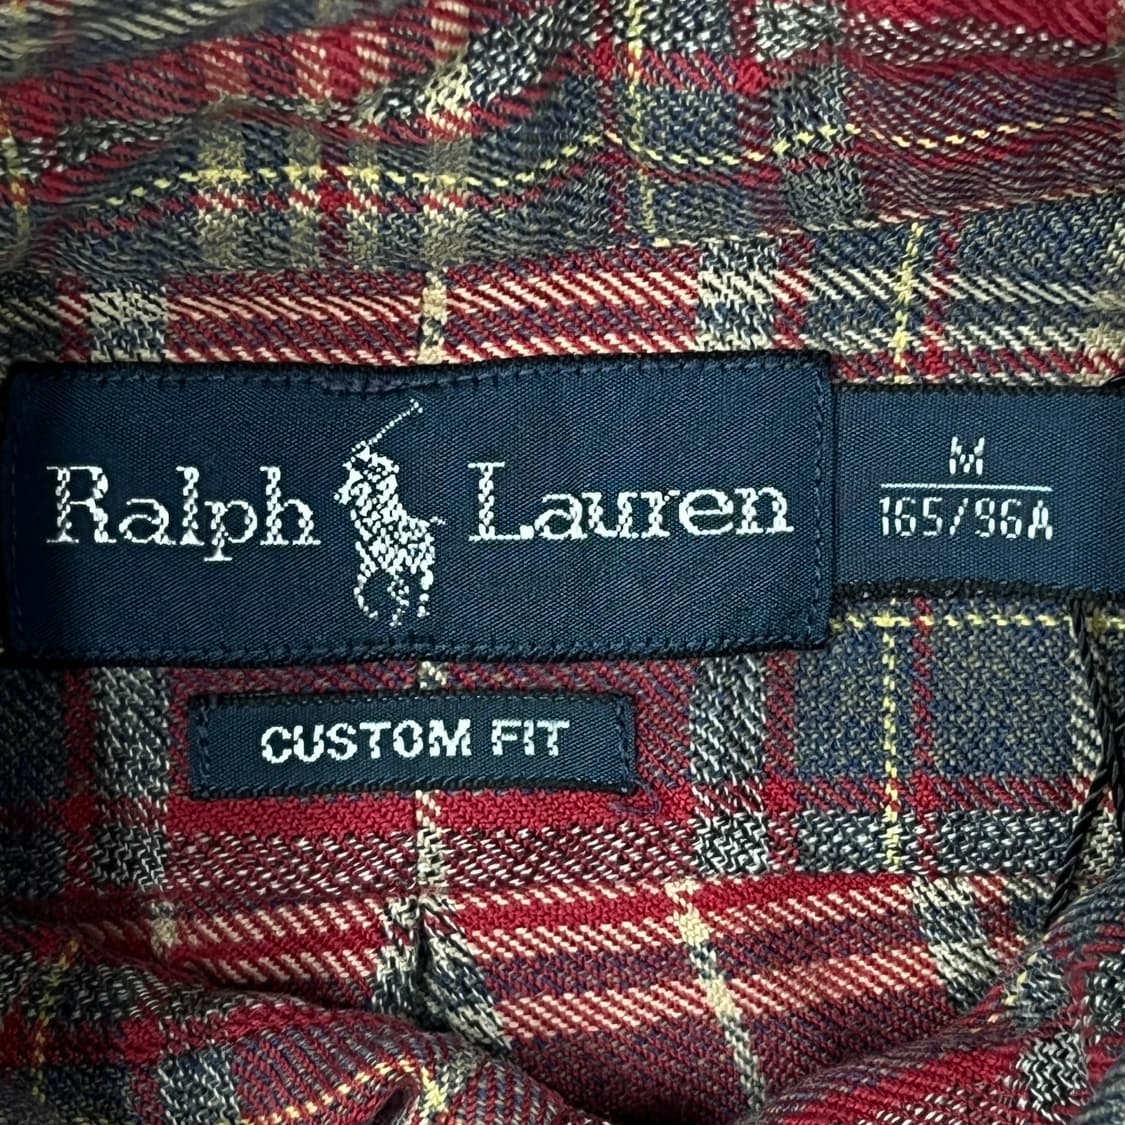 Ralph Lauren
M
165/96A
CUSTOM FIT